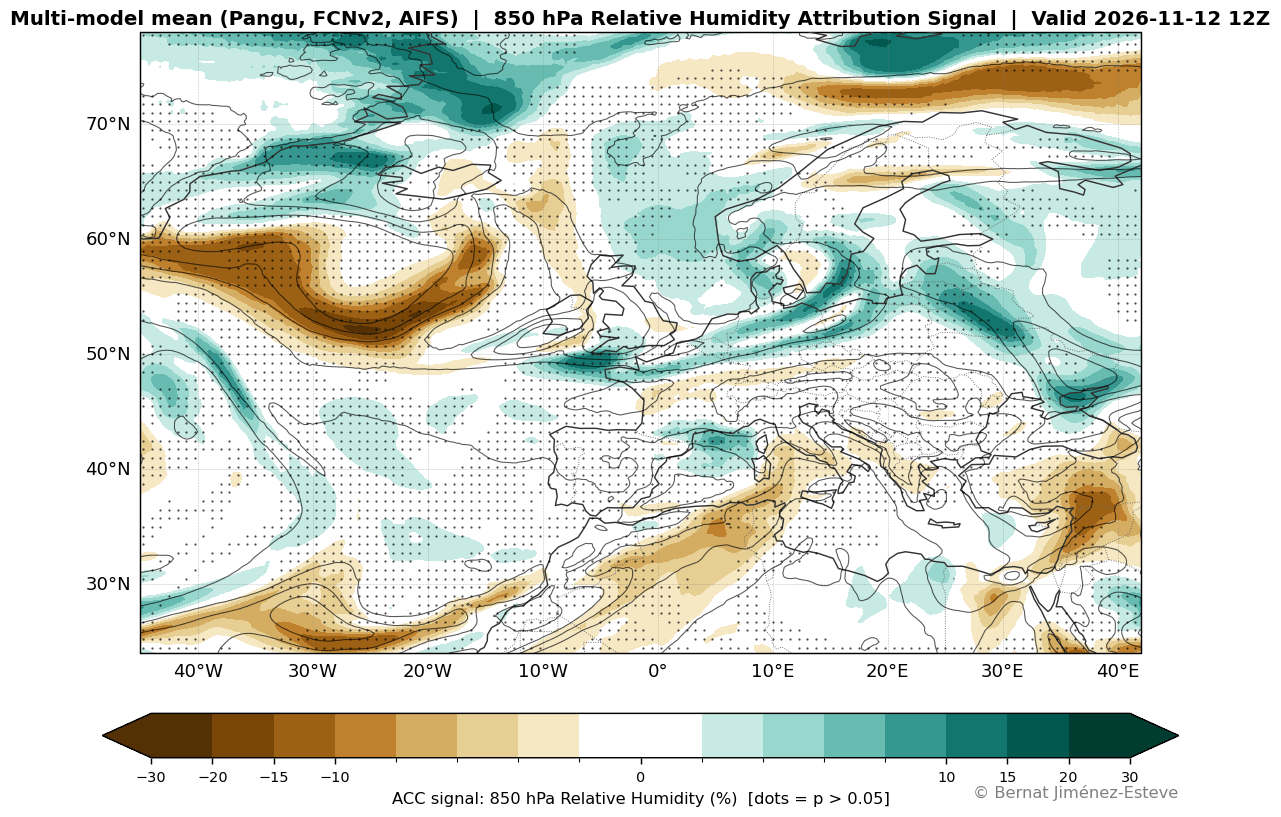 Multi-model mean (Pangu, FCNv2, AIFS)  |  850 hPa Relative Humidity Attribution Signal  |  Valid 2026-11-12 12Z
70°N
60°N
50°N
40°N
30°N
40°W 30°W 20°W 10°W 0° 10°E 20°E 30°E 40°E
−30 −20 −15 −10 0 10 15 20 30
ACC signal: 850 hPa Relative Humidity (%)  [dots = p > 0.05]
© Bernat Jiménez-Esteve